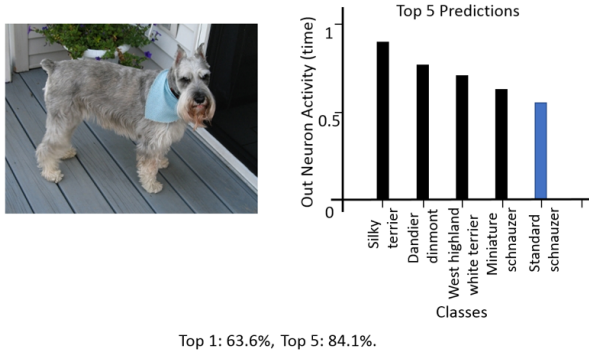 Top 5 Predictions
Out Neuron Activity (time)
1
0.5
0
Silky
terrier
Dandier
dinmont
West highland
white terrier
Miniature
schnauzer
Standard
schnauzer
Classes
Top 1: 63.6%, Top 5: 84.1%.